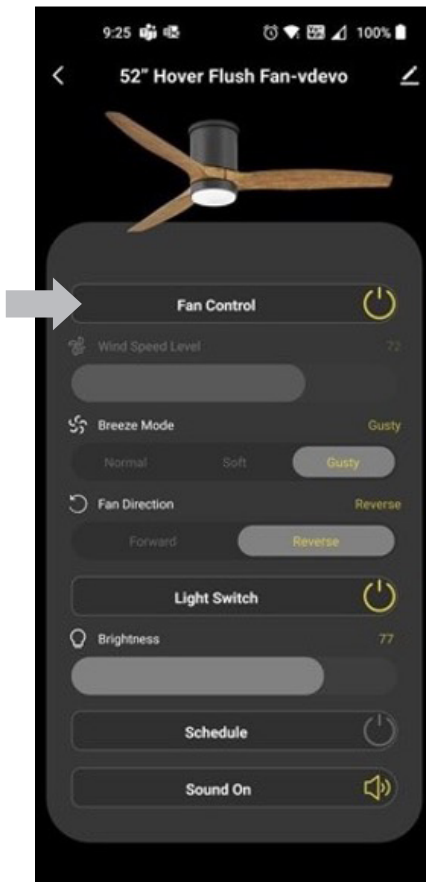 9:25 100%
52” Hover Flush Fan-vdevo
Fan Control
Wind Speed Level 72
Breeze Mode Gusty
Normal Soft Gusty
Fan Direction Reverse
Forward Reverse
Light Switch
Brightness 77
Schedule
Sound On